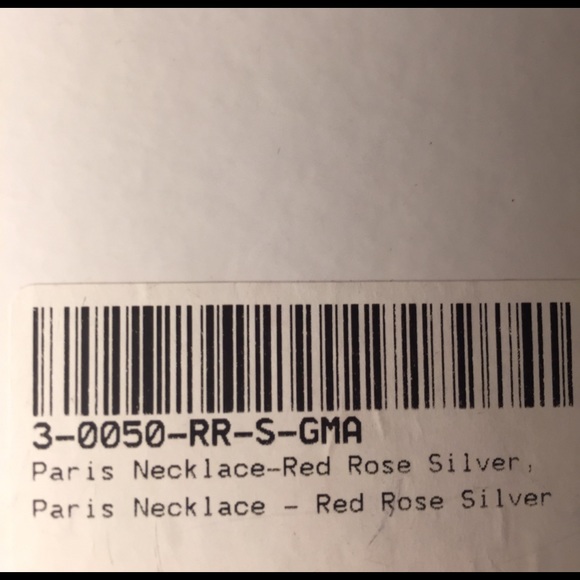 3-0050-RR-S-GMA
Paris Necklace-Red Rose Silver,
Paris Necklace - Red Rose Silver